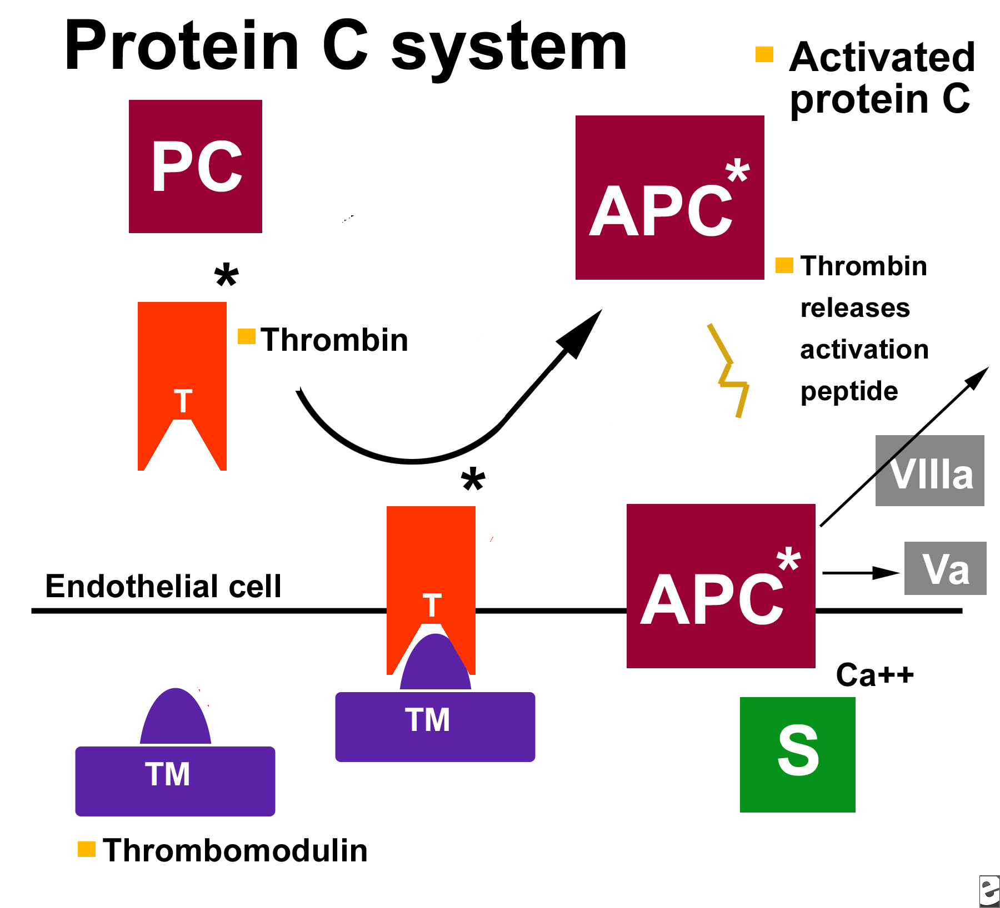 Protein C system
Activated
protein C
PC
APC*
*
Thrombin
releases
activation
peptide
T
Thrombin
VIIIa
*
APC*
Va
Endothelial cell
T
Ca++
TM
S
TM
Thrombomodulin
e